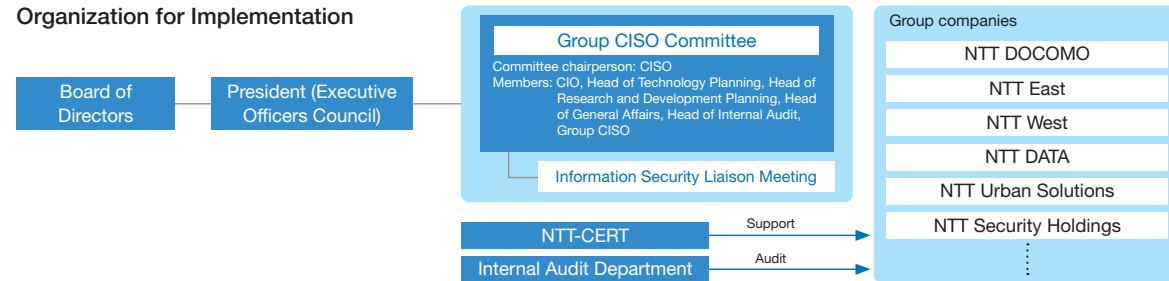 Organization for Implementation
Board of
Directors
President (Executive
Officers Council)
Group CISO Committee
Committee chairperson: CISO
Members: CIO, Head of Technology Planning, Head of
Research and Development Planning, Head
of General Affairs, Head of Internal Audit,
Group CISO
Information Security Liaison Meeting
NTT-CERT
Support
Internal Audit Department
Audit
Group companies
NTT DOCOMO
NTT East
NTT West
NTT DATA
NTT Urban Solutions
NTT Security Holdings